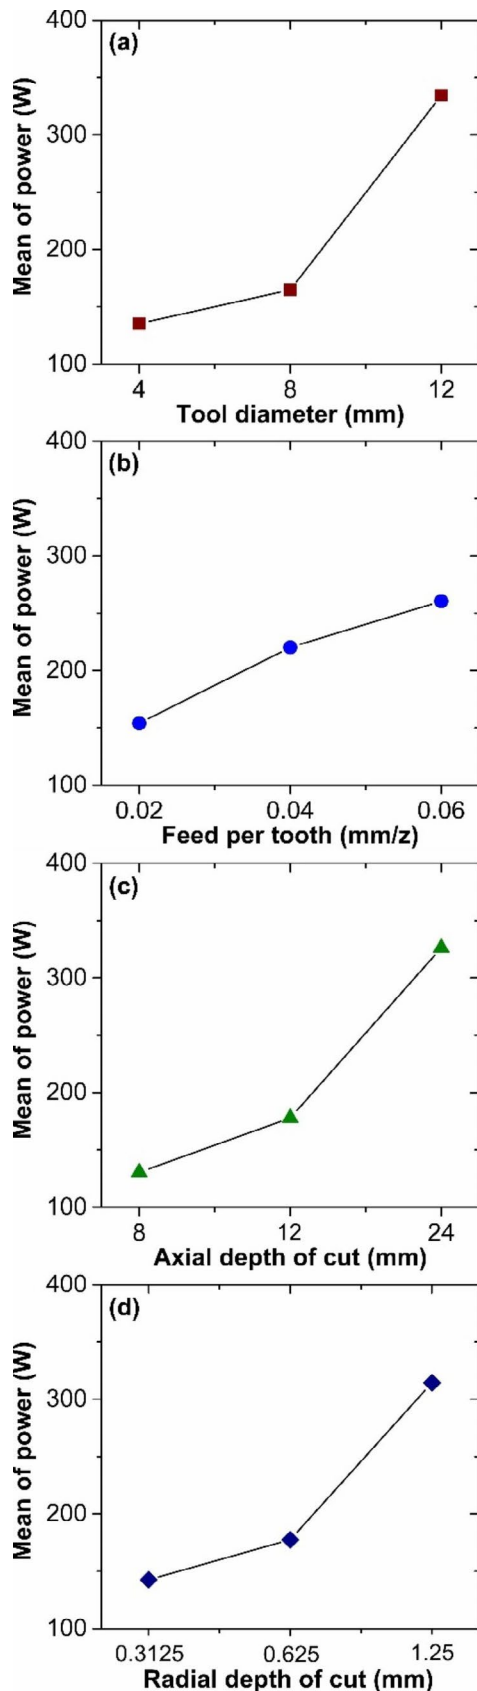 400
(a)
300
Mean of power (W)
200
100
4 8 12
Tool diameter (mm)
400
(b)
300
Mean of power (W)
200
100
0.02 0.04 0.06
Feed per tooth (mm/z)
400
(c)
300
Mean of power (W)
200
100
8 12 24
Axial depth of cut (mm)
400
(d)
300
Mean of power (W)
200
100
0.3125 0.625 1.25
Radial depth of cut (mm)